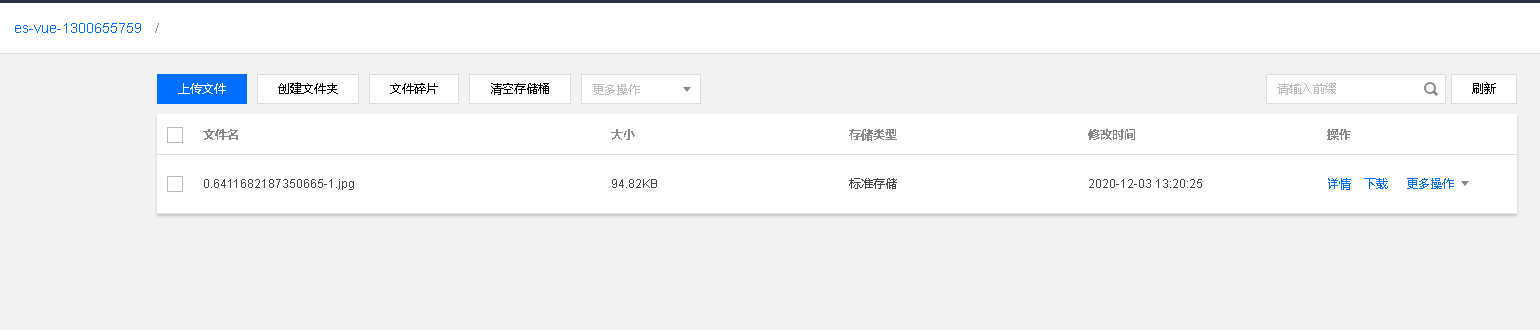 es-vue-1300655759 /
上传文件 创建文件夹 文件碎片 清空存储桶 更多操作 请输入前缀 刷新
文件名 大小 存储类型 修改时间 操作
0.6411682187350665-1.jpg 94.82KB 标准存储 2020-12-03 13:20:25 详情 下载 更多操作